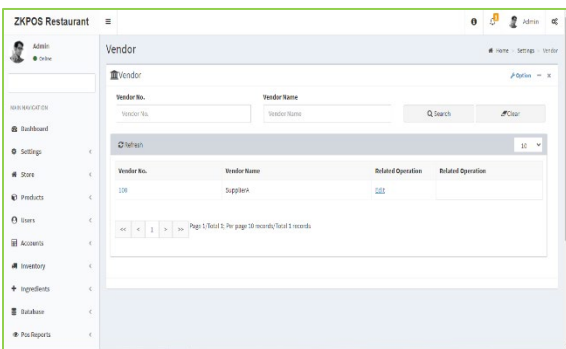 ZKPOS Restaurant
Admin
Admin
Online
Vendor
Home
Settings
Vendor
Vendor
Option
Vendor No.
Vendor Name
Vendor No.
Vendor Name
Search
Clear
MAIN NAVIGATION
Dashboard
Settings
Store
Products
Users
Accounts
Inventory
Ingredients
Database
Pos Reports
Refresh
10
Vendor No. Vendor Name Related Operation Related Operation
SupplierA Edit
<< < 1 > >> Page 1/Total 1; Per page 10 records/Total 1 records